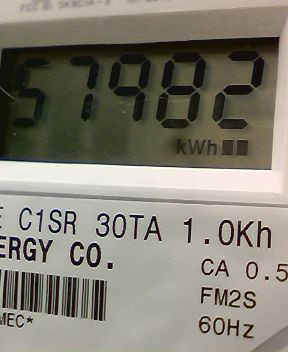 57982
kWh
E C1SR 30TA 1.0Kh
ERGY CO.
CA 0.5
FM2S
MEC*
60Hz